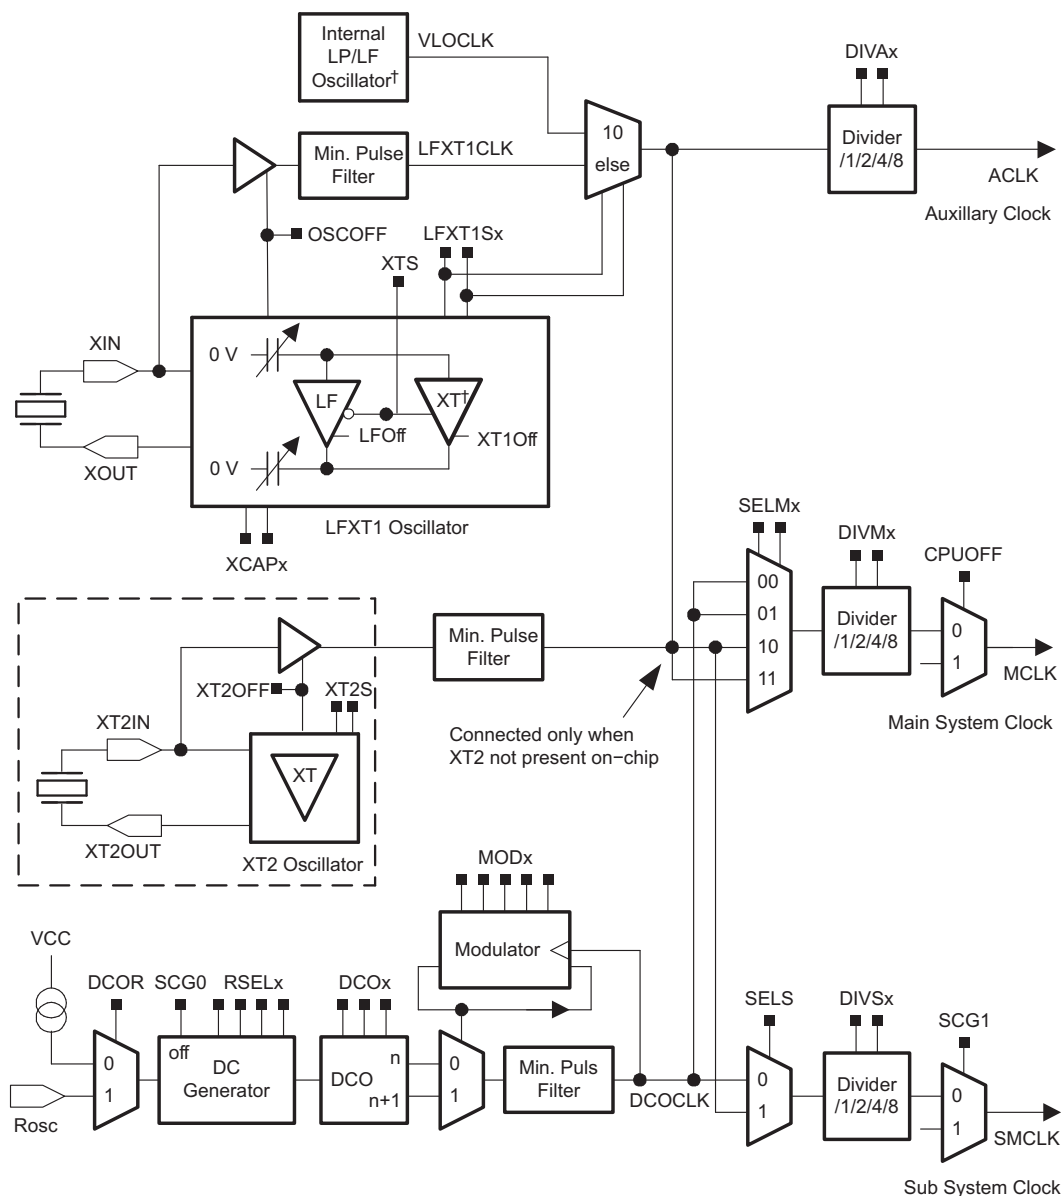 Internal
LP/LF
Oscillator†
VLOCLK
DIVAx
10
else
Divider
/1/2/4/8
ACLK
Auxillary Clock
Min. Pulse
Filter
LFXT1CLK
OSCOFF
LFXT1Sx
XTS
XIN
0 V
LF
XT†
LFOff
XT1Off
0 V
XOUT
LFXT1 Oscillator
XCAPx
SELMx
DIVMx
CPUOFF
00
01
10
11
Divider
/1/2/4/8
0
1
MCLK
Main System Clock
Min. Pulse
Filter
XT2OFF
XT2S
XT2IN
XT
XT2OUT
XT2 Oscillator
Connected only when
XT2 not present on−chip
MODx
Modulator
VCC
DCOR
SCG0
RSELx
DCOx
0
1
Rosc
off
DC
Generator
DCO
n
n+1
0
1
Min. Puls
Filter
DCOCLK
SELS
DIVSx
SCG1
0
1
Divider
/1/2/4/8
0
1
SMCLK
Sub System Clock